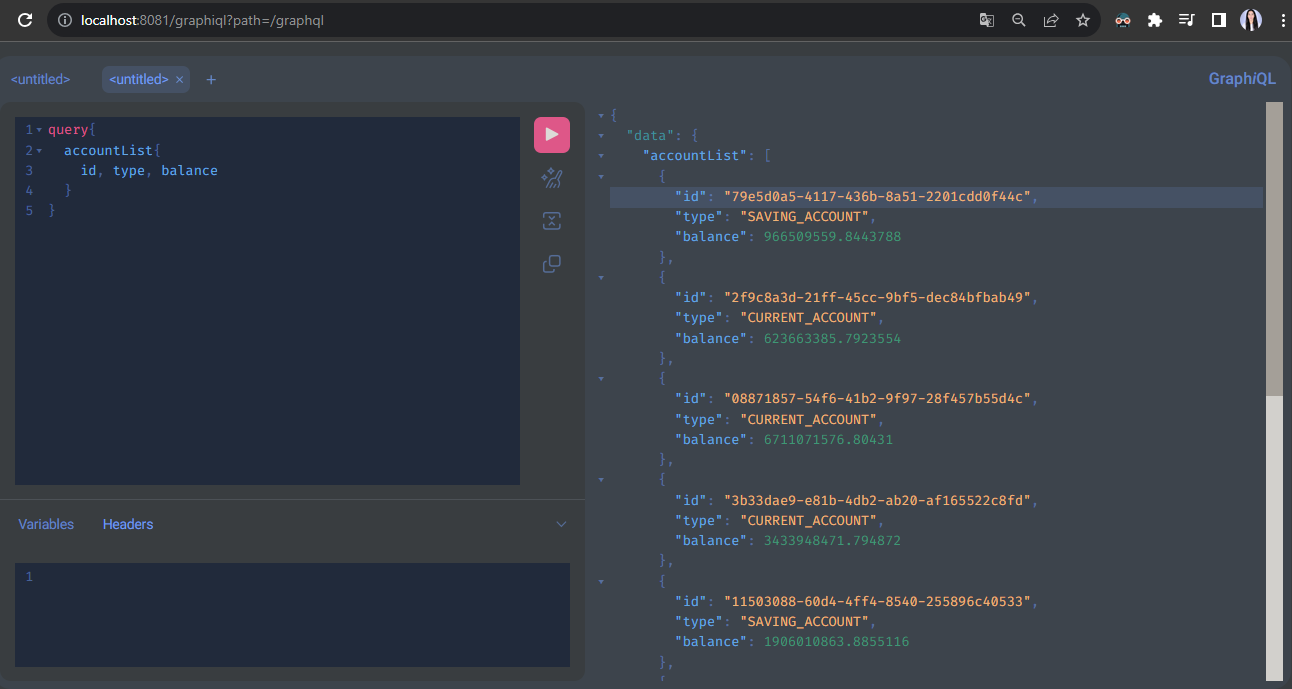 localhost:8081/graphiql?path=/graphql
<untitled>
<untitled> ×
+
GraphiQL
1 query{
2 accountList{
3 id, type, balance
4 }
5 }
Variables
Headers
1
{
"data": {
"accountList": [
{
"id": "79e5d0a5-4117-436b-8a51-2201cdd0f44c",
"type": "SAVING_ACCOUNT",
"balance": 966509559.8443788
},
{
"id": "2f9c8a3d-21ff-45cc-9bf5-dec84bfbab49",
"type": "CURRENT_ACCOUNT",
"balance": 623663385.7923554
},
{
"id": "08871857-54f6-41b2-9f97-28f457b55d4c",
"type": "CURRENT_ACCOUNT",
"balance": 6711071576.80431
},
{
"id": "3b33dae9-e81b-4db2-ab20-af165522c8fd",
"type": "CURRENT_ACCOUNT",
"balance": 3433948471.794872
},
{
"id": "11503088-60d4-4ff4-8540-255896c40533",
"type": "SAVING_ACCOUNT",
"balance": 1906010863.8855116
},
{